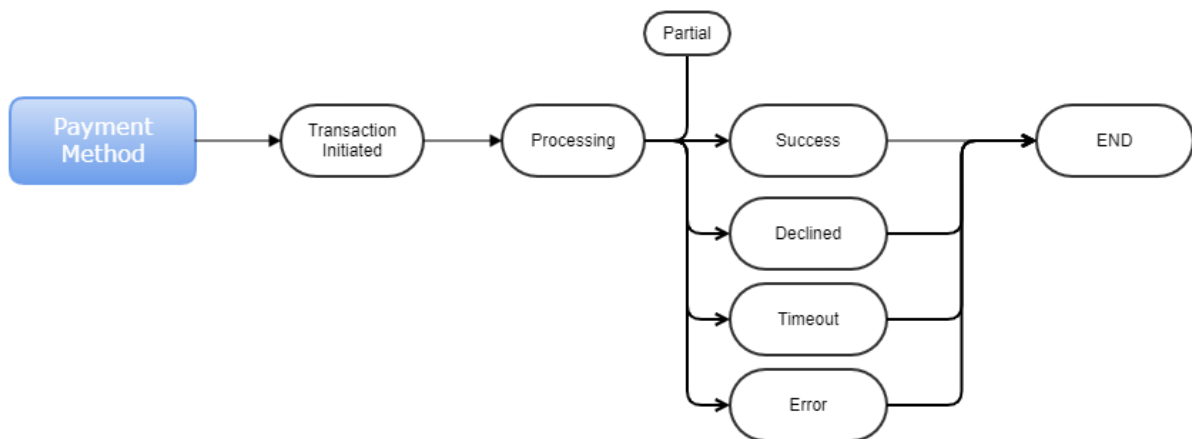 Partial
Payment
Method
Transaction
Initiated
Processing
Success
END
Declined
Timeout
Error